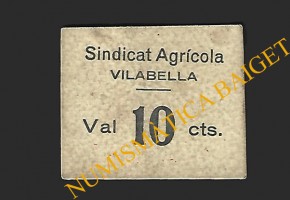 Sindicat Agrícola
VILABELLA
Val 10 cts.
NUMISMATICA BAIGET